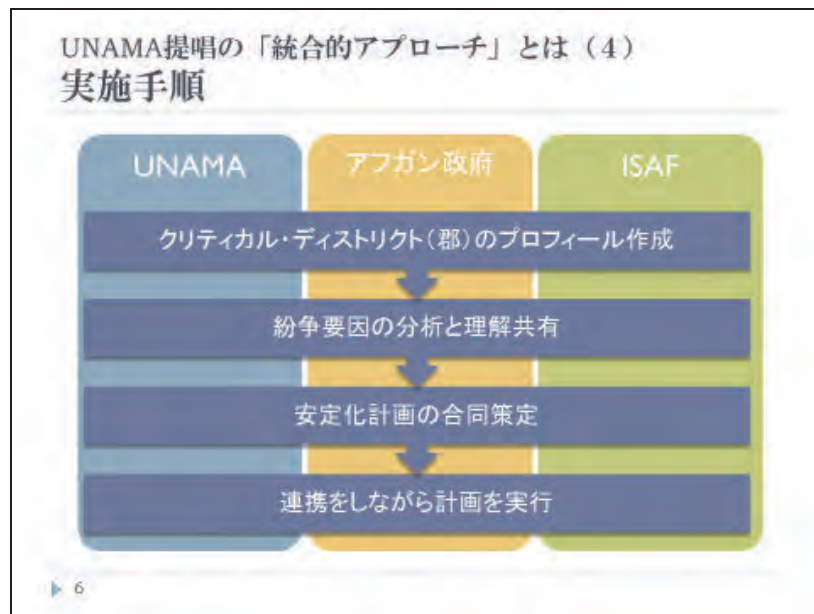 UNAMA提唱の「統合的アプローチ」とは（4）
実施手順
UNAMA
アフガン政府
ISAF
クリティカル・ディストリクト（郡）のプロフィール作成
紛争要因の分析と理解共有
安定化計画の合同策定
連携をしながら計画を実行
6